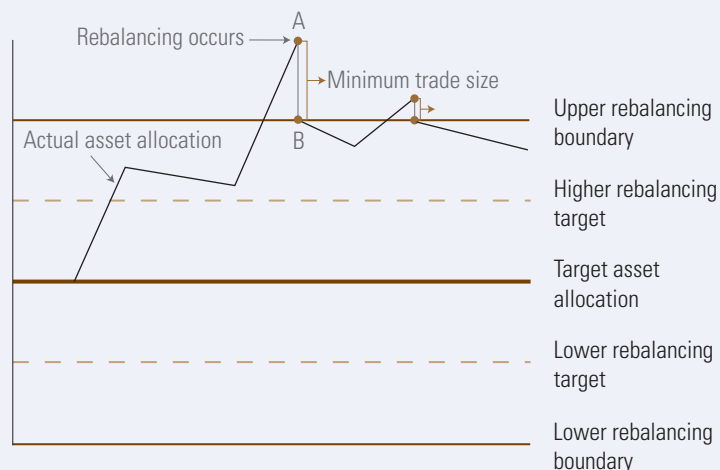 A
Rebalancing occurs
Minimum trade size
B
Actual asset allocation
Upper rebalancing
boundary
Higher rebalancing
target
Target asset
allocation
Lower rebalancing
target
Lower rebalancing
boundary